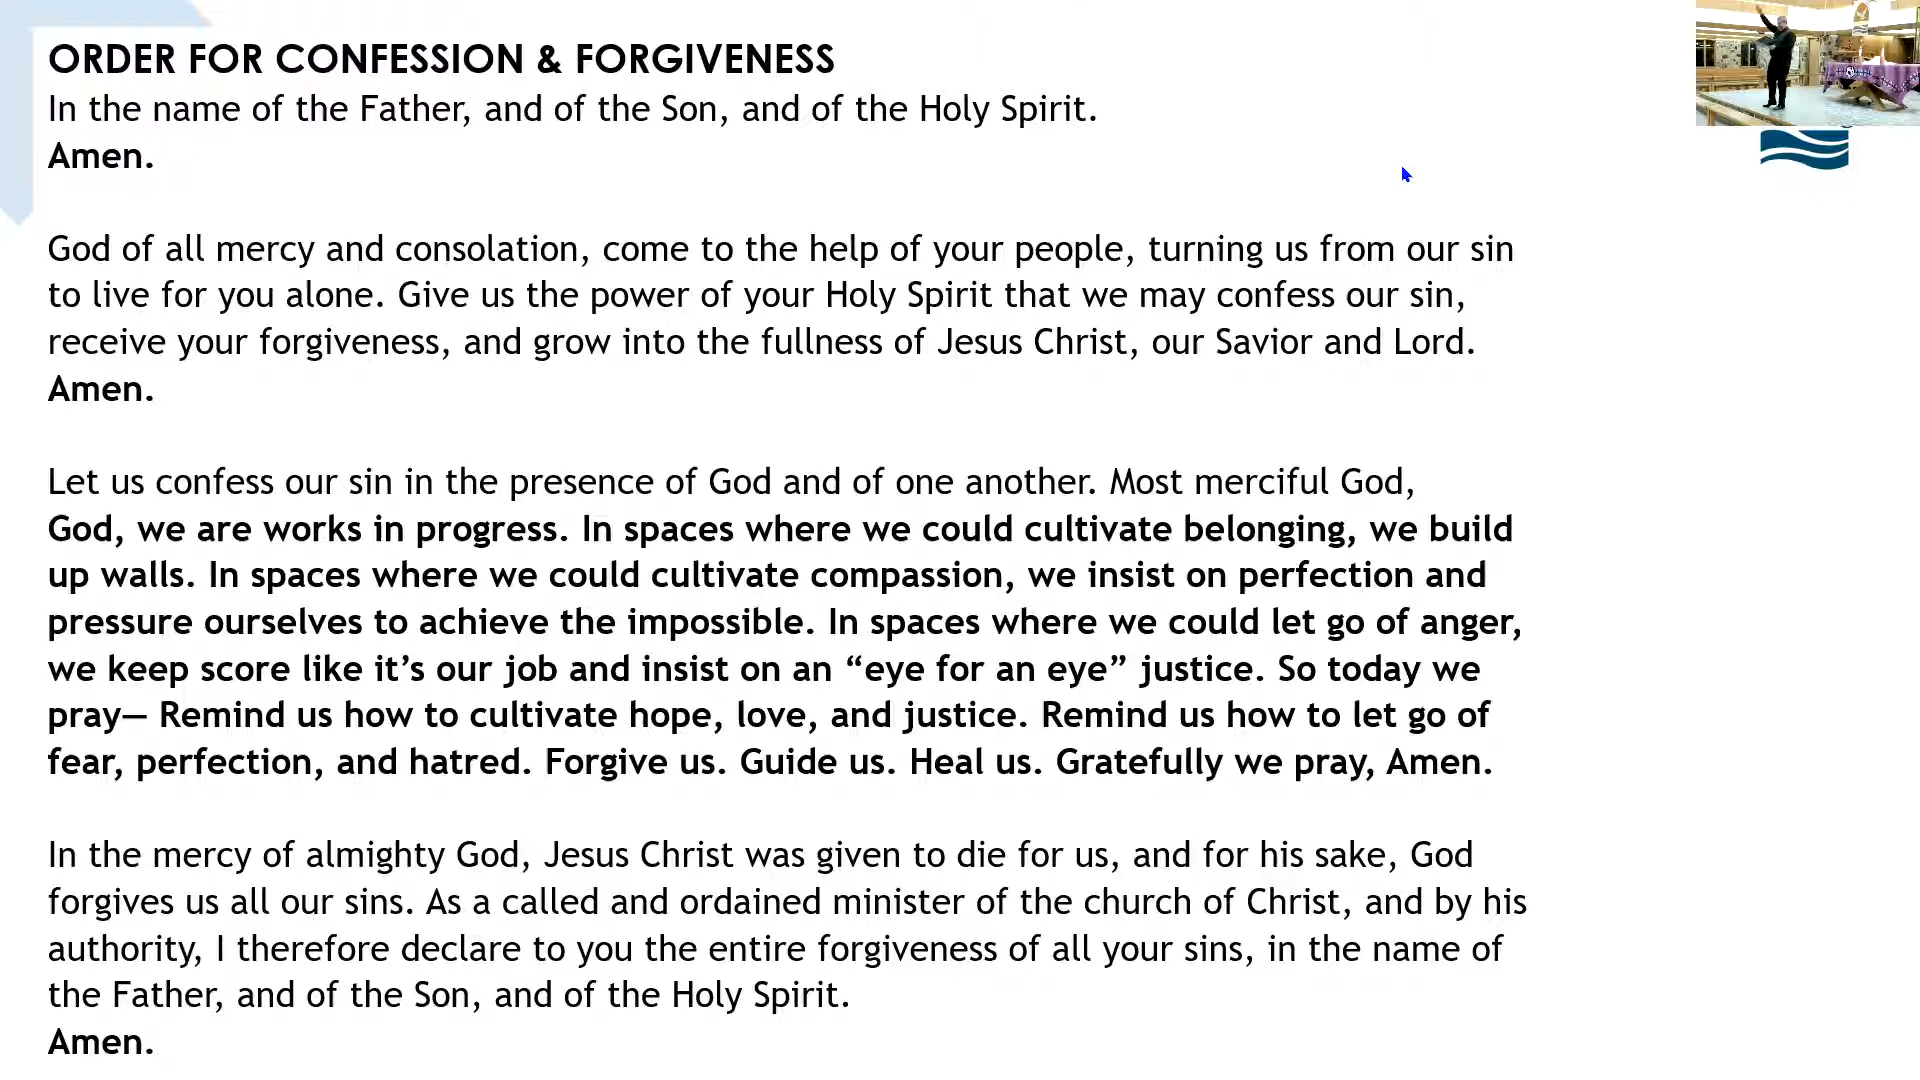 ORDER FOR CONFESSION & FORGIVENESS
In the name of the Father, and of the Son, and of the Holy Spirit.
Amen.
God of all mercy and consolation, come to the help of your people, turning us from our sin
to live for you alone. Give us the power of your Holy Spirit that we may confess our sin,
receive your forgiveness, and grow into the fullness of Jesus Christ, our Savior and Lord.
Amen.
Let us confess our sin in the presence of God and of one another. Most merciful God,
God, we are works in progress. In spaces where we could cultivate belonging, we build
up walls. In spaces where we could cultivate compassion, we insist on perfection and
pressure ourselves to achieve the impossible. In spaces where we could let go of anger,
we keep score like it’s our job and insist on an “eye for an eye” justice. So today we
pray— Remind us how to cultivate hope, love, and justice. Remind us how to let go of
fear, perfection, and hatred. Forgive us. Guide us. Heal us. Gratefully we pray, Amen.
In the mercy of almighty God, Jesus Christ was given to die for us, and for his sake, God
forgives us all our sins. As a called and ordained minister of the church of Christ, and by his
authority, I therefore declare to you the entire forgiveness of all your sins, in the name of
the Father, and of the Son, and of the Holy Spirit.
Amen.